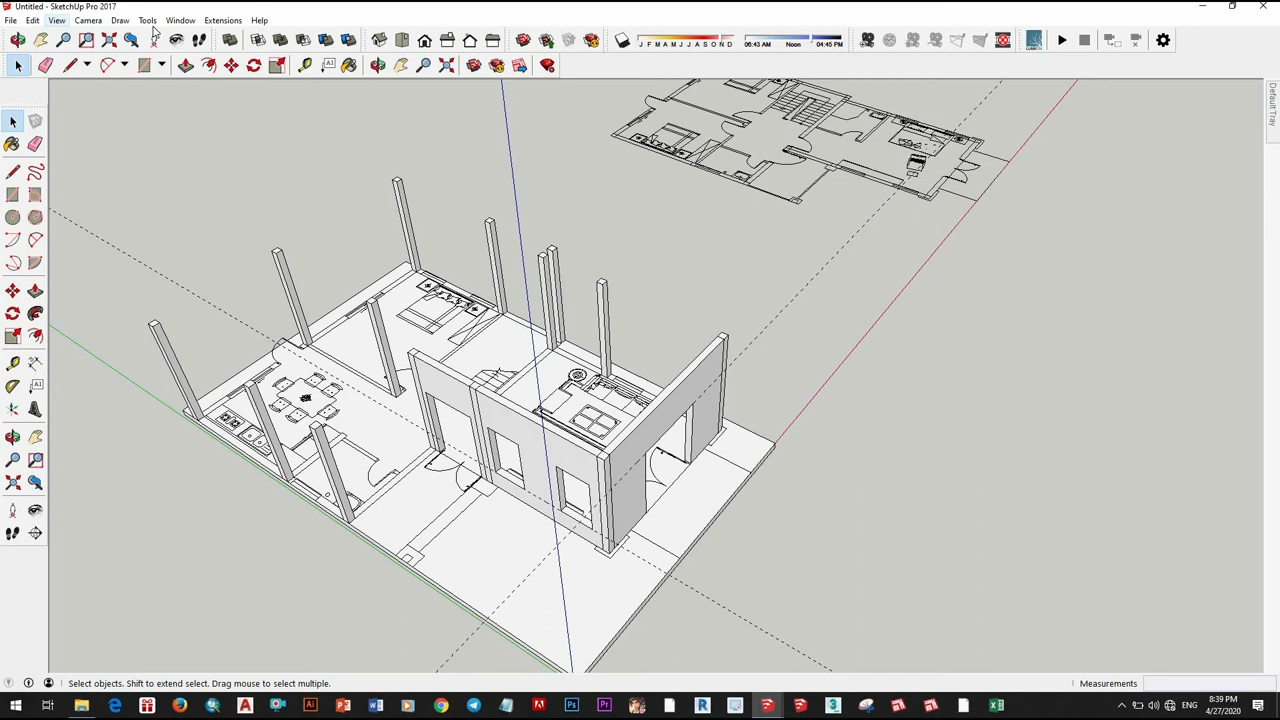 Untitled - SketchUp Pro 2017
File Edit View Camera Draw Tools Window Extensions Help
J F M A M J J A S O N D
06:43 AM Noon 04:45 PM
A1
Default Tray
A1
Select objects. Shift to extend select. Drag mouse to select multiple.
Measurements
ENG
8:39 PM
4/27/2020